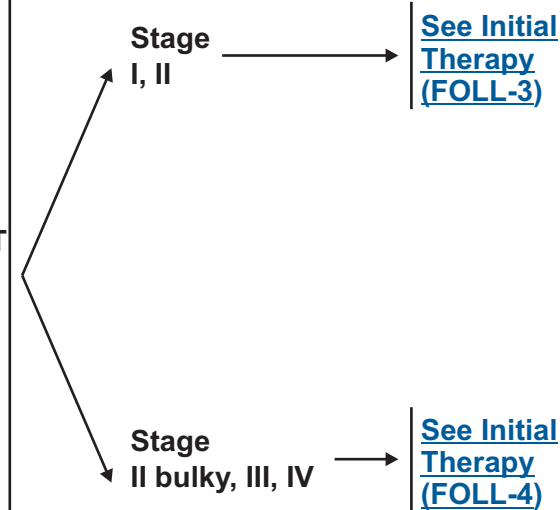 Stage
I, II
See Initial
Therapy
(FOLL-3)
Stage
II bulky, III, IV
See Initial
Therapy
(FOLL-4)